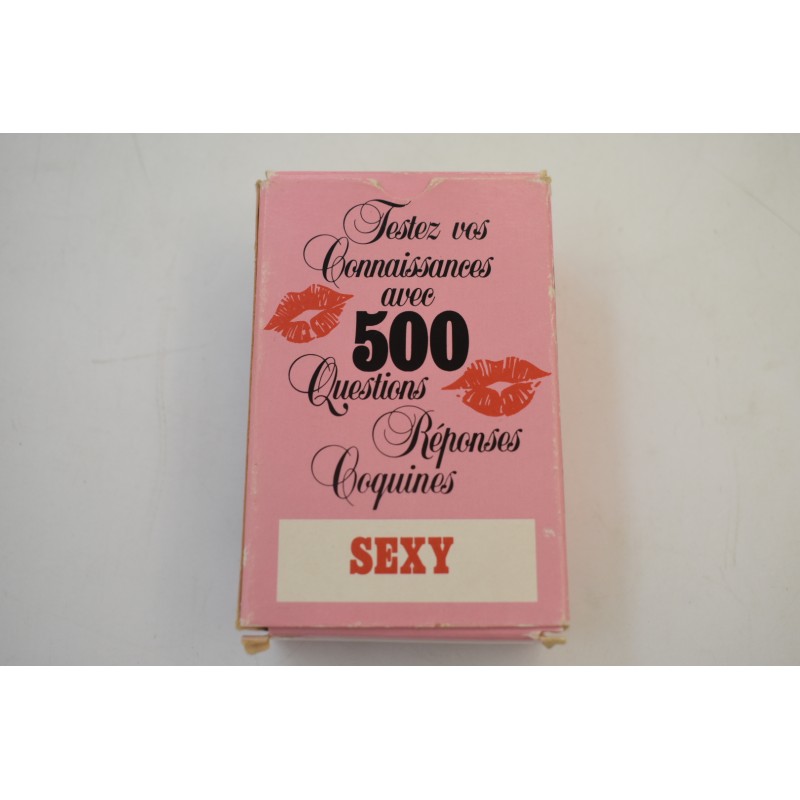 Testez vos
Connaissances
avec
500
Questions
Réponses
Coquines
SEXY